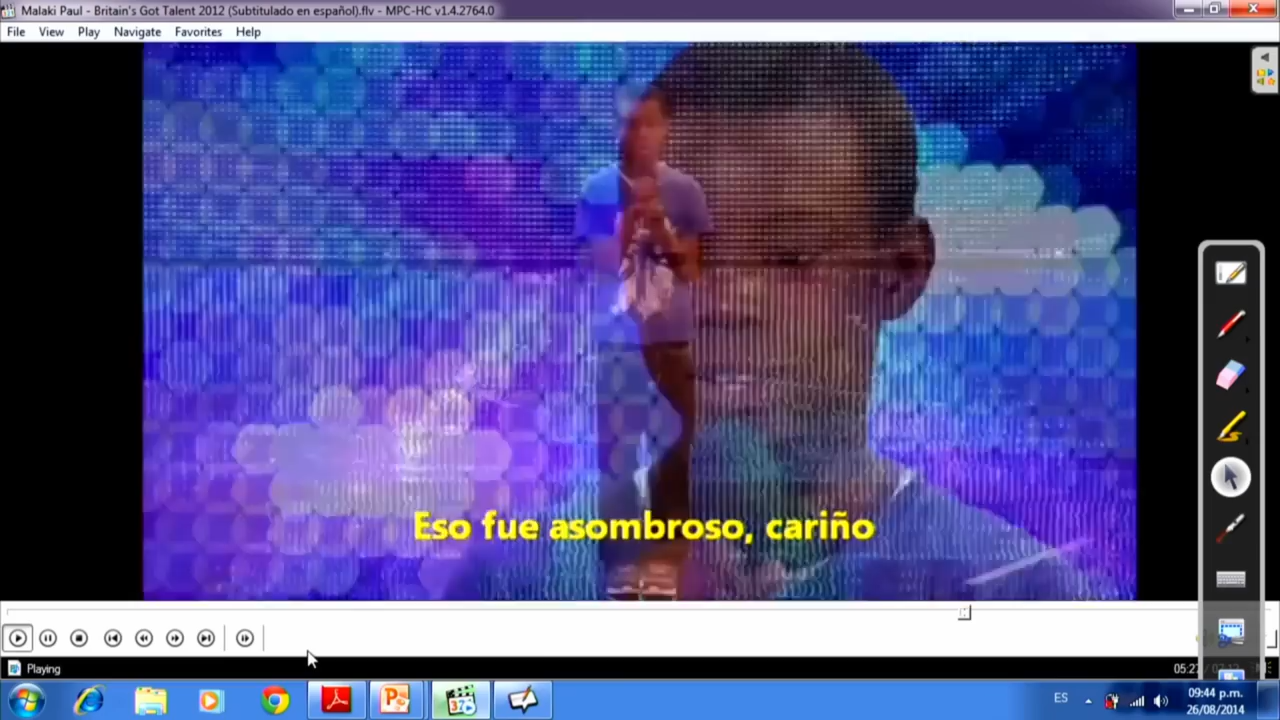 Malaki Paul - Britain's Got Talent 2012 (Subtitulado en español).flv - MPC-HC v1.4.2764.0
File View Play Navigate Favorites Help
Eso fue asombroso, cariño
Playing
ES
09:44 p.m.
26/08/2014